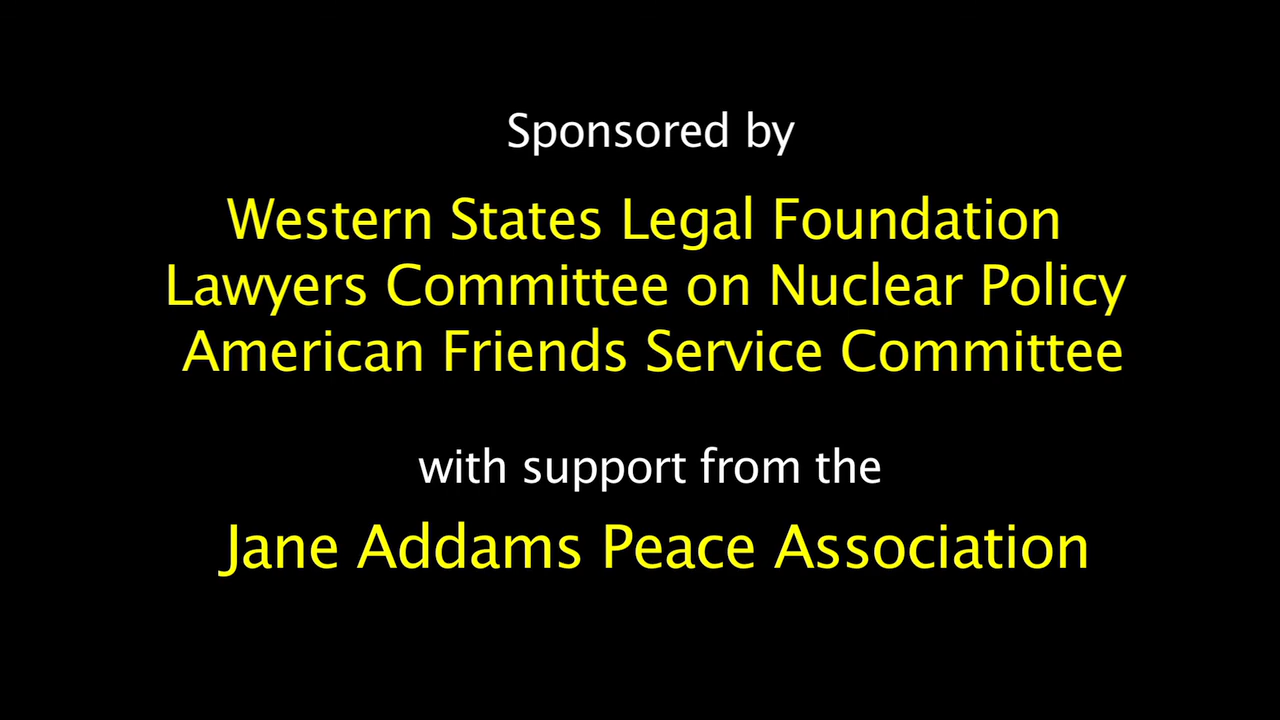 Sponsored by
Western States Legal Foundation
Lawyers Committee on Nuclear Policy
American Friends Service Committee
with support from the
Jane Addams Peace Association